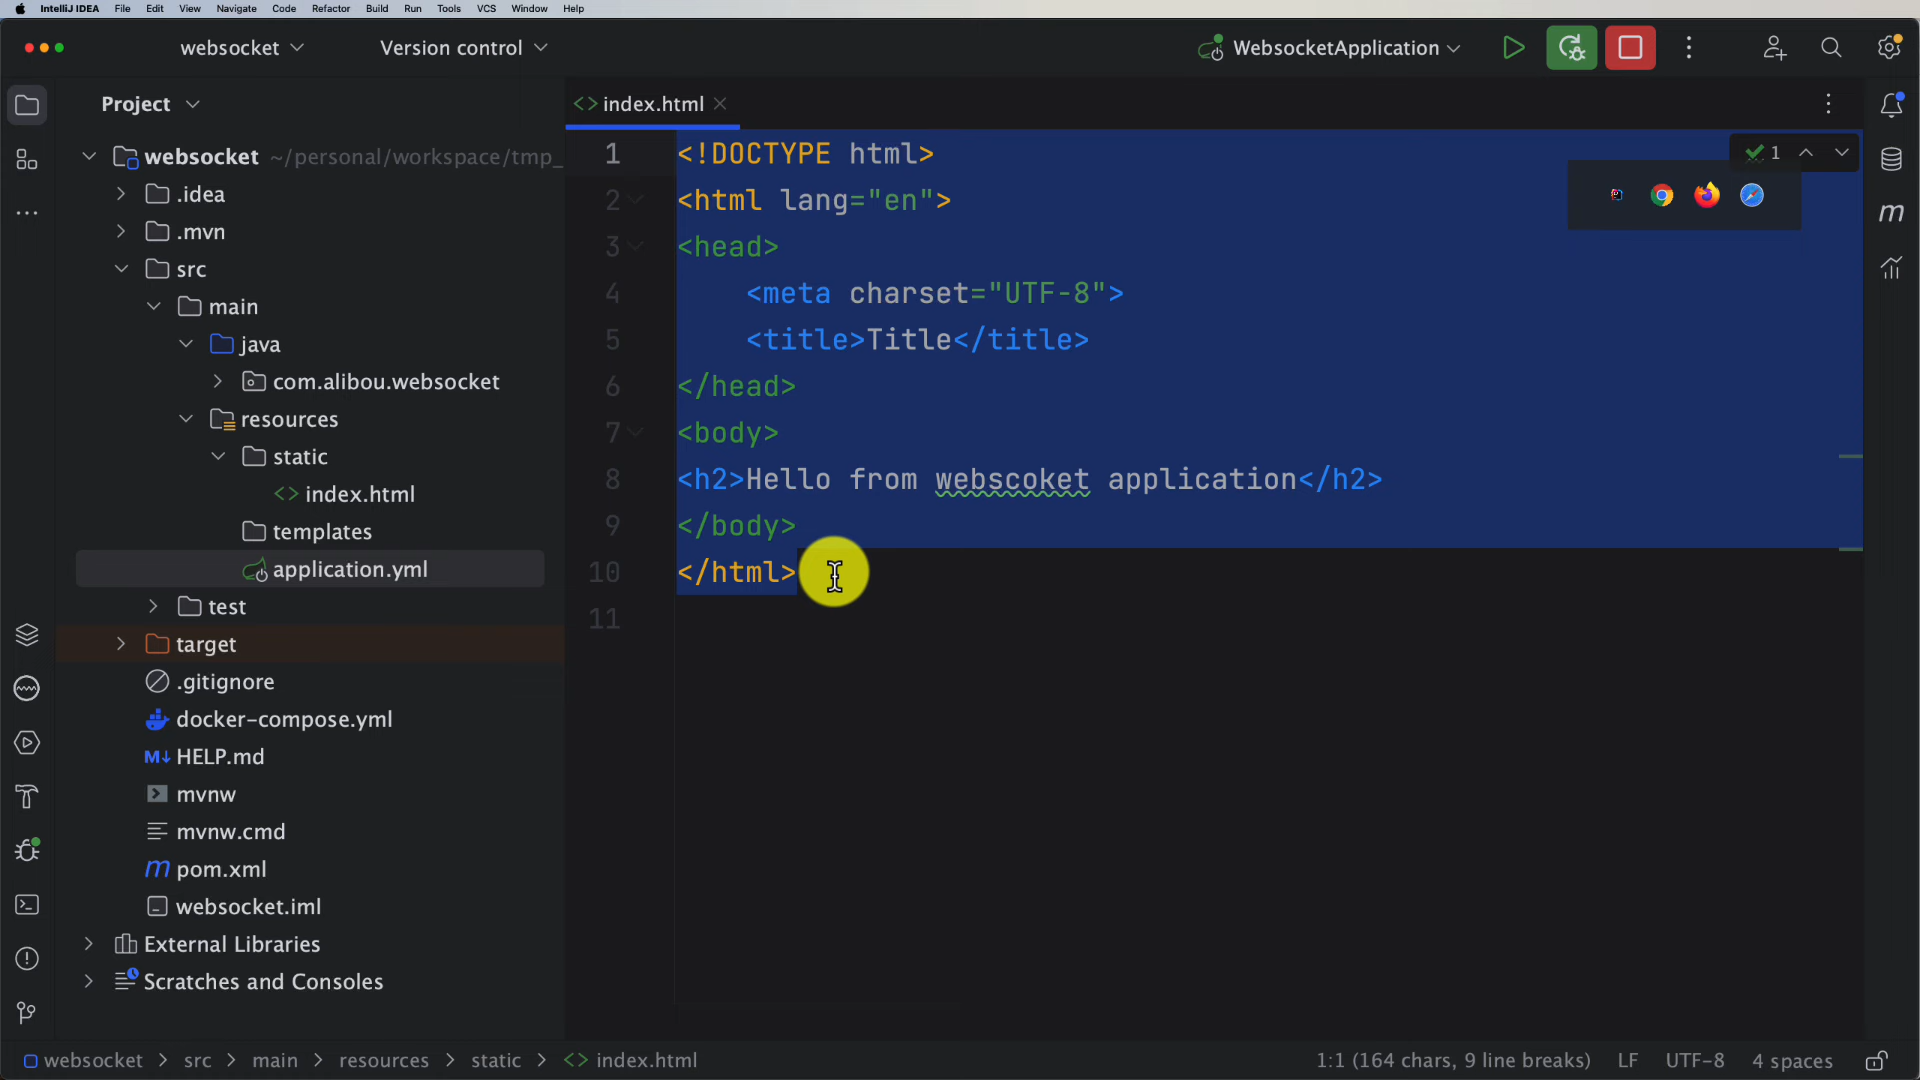 IntelliJ IDEA File Edit View Navigate Code Refactor Build Run Tools VCS Window Help
websocket Version control WebsocketApplication
Project
index.html
websocket ~/personal/workspace/tmp_
.idea
.mvn
src
main
java
com.alibou.websocket
resources
static
index.html
templates
application.yml
test
target
.gitignore
docker-compose.yml
M↓ HELP.md
mvnw
mvnw.cmd
m pom.xml
websocket.iml
External Libraries
Scratches and Consoles
1 <!DOCTYPE html>
2 <html lang="en">
3 <head>
4 <meta charset="UTF-8">
5 <title>Title</title>
6 </head>
7 <body>
8 <h2>Hello from webscoket application</h2>
9 </body>
10 </html>
11
1
m
websocket > src > main > resources > static > <> index.html
1:1 (164 chars, 9 line breaks) LF UTF-8 4 spaces